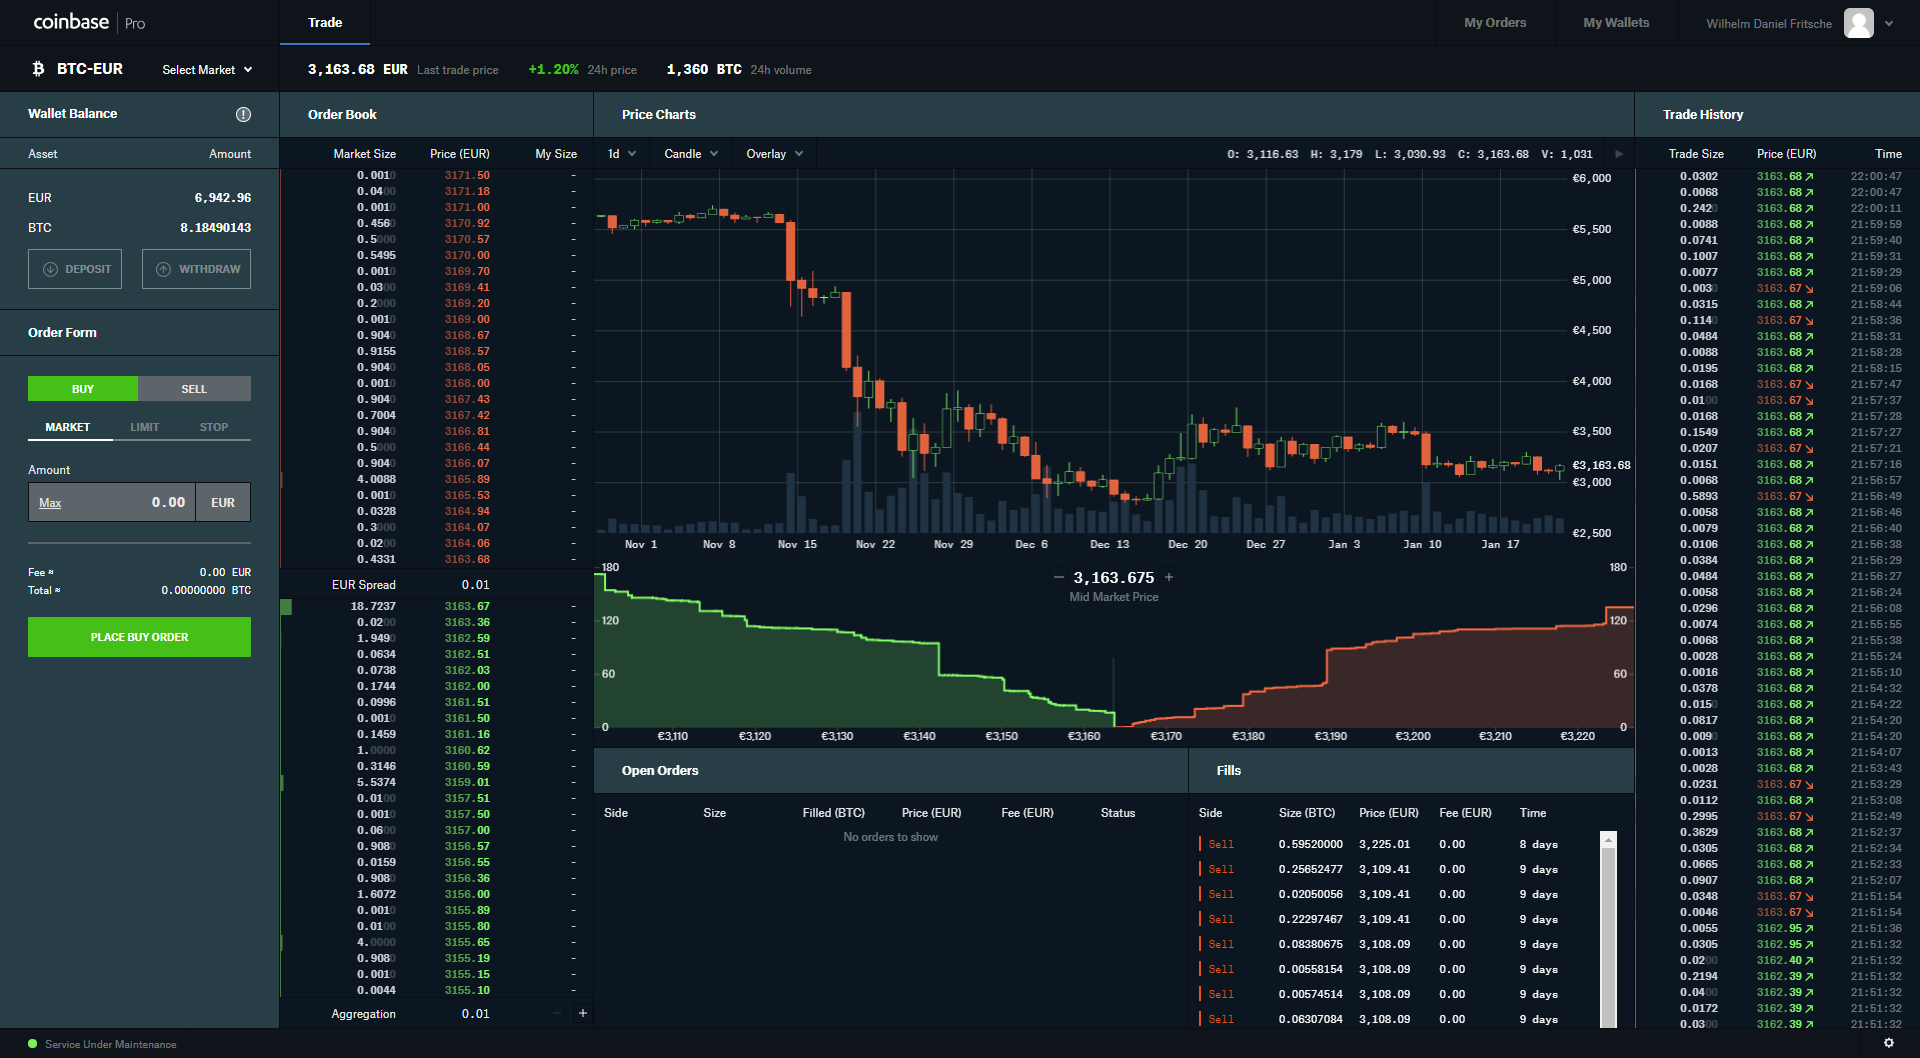 coinbase Pro
Trade
My Orders
My Wallets
Wilhelm Daniel Fritsche
BTC-EUR
Select Market
3,163.68 EUR Last trade price
+1.20% 24h price
1,360 BTC 24h volume
Wallet Balance
Asset Amount
EUR 6,942.96
BTC 8.18490143
DEPOSIT
WITHDRAW
Order Form
BUY
SELL
MARKET LIMIT STOP
Amount
Max 0.00 EUR
Fee ≈ 0.00 EUR
Total ≈ 0.00000000 BTC
PLACE BUY ORDER
Order Book
Market Size Price (EUR) My Size
0.0010 3171.50 -
0.0400 3171.18 -
0.0010 3171.00 -
0.4560 3170.92 -
0.5000 3170.57 -
0.5495 3170.00 -
0.0010 3169.70 -
0.0300 3169.41 -
0.2000 3169.20 -
0.0010 3169.00 -
0.9040 3168.67 -
0.9155 3168.57 -
0.9040 3168.05 -
0.0010 3168.00 -
0.9040 3167.43 -
0.7004 3167.42 -
0.9040 3166.81 -
0.5000 3166.44 -
0.9040 3166.07 -
4.0088 3165.89 -
0.0010 3165.53 -
0.0328 3164.94 -
0.3000 3164.07 -
0.0200 3164.06 -
0.4331 3163.68 -
EUR Spread 0.01
18.7237 3163.67 -
0.0200 3163.36 -
1.9490 3162.59 -
0.0634 3162.51 -
0.0738 3162.03 -
0.1744 3162.00 -
0.0996 3161.51 -
0.0010 3161.50 -
0.1459 3161.16 -
1.0000 3160.62 -
0.3146 3160.59 -
5.5374 3159.01 -
0.0100 3157.51 -
0.0010 3157.50 -
0.0600 3157.00 -
0.9080 3156.57 -
0.0159 3156.55 -
0.9080 3156.36 -
1.6072 3156.00 -
0.0010 3155.89 -
0.0100 3155.80 -
4.0000 3155.65 -
0.9080 3155.19 -
0.0010 3155.15 -
0.0044 3155.10 -
Aggregation 0.01 - +
Price Charts
1d Candle Overlay
O: 3,116.63 H: 3,179 L: 3,030.93 C: 3,163.68 V: 1,031
€6,000
€5,500
€5,000
€4,500
€4,000
€3,500
€3,163.68
€3,000
€2,500
Nov 1 Nov 8 Nov 15 Nov 22 Nov 29 Dec 6 Dec 13 Dec 20 Dec 27 Jan 3 Jan 10 Jan 17
− 3,163.675 +
Mid Market Price
180 180
120 120
60 60
0 0
€3,110 €3,120 €3,130 €3,140 €3,150 €3,160 €3,170 €3,180 €3,190 €3,200 €3,210 €3,220
Open Orders
Side Size Filled (BTC) Price (EUR) Fee (EUR) Status
No orders to show
Fills
Side Size (BTC) Price (EUR) Fee (EUR) Time
Sell 0.59520000 3,225.01 0.00 8 days
Sell 0.25652477 3,109.41 0.00 9 days
Sell 0.02050056 3,109.41 0.00 9 days
Sell 0.22297467 3,109.41 0.00 9 days
Sell 0.08380675 3,108.09 0.00 9 days
Sell 0.00558154 3,108.09 0.00 9 days
Sell 0.00574514 3,108.09 0.00 9 days
Sell 0.06307084 3,108.09 0.00 9 days
Trade History
Trade Size Price (EUR) Time
0.0302 3163.68↗ 22:00:47
0.0068 3163.68↗ 22:00:47
0.2420 3163.68↗ 22:00:11
0.0088 3163.68↗ 21:59:59
0.0741 3163.68↗ 21:59:40
0.1007 3163.68↗ 21:59:31
0.0077 3163.68↗ 21:59:29
0.0030 3163.67↘ 21:59:06
0.0315 3163.68↗ 21:58:44
0.1140 3163.67↘ 21:58:36
0.0484 3163.68↗ 21:58:31
0.0088 3163.68↗ 21:58:28
0.0195 3163.68↗ 21:58:15
0.0168 3163.67↘ 21:57:47
0.0100 3163.67↘ 21:57:37
0.0168 3163.68↗ 21:57:28
0.1549 3163.68↗ 21:57:27
0.0207 3163.67↘ 21:57:21
0.0151 3163.68↗ 21:57:16
0.0068 3163.68↗ 21:56:57
0.5893 3163.67↘ 21:56:49
0.0058 3163.68↗ 21:56:46
0.0079 3163.68↗ 21:56:40
0.0106 3163.68↗ 21:56:38
0.0384 3163.68↗ 21:56:29
0.0484 3163.68↗ 21:56:27
0.0058 3163.68↗ 21:56:24
0.0296 3163.68↗ 21:56:08
0.0074 3163.68↗ 21:55:55
0.0068 3163.68↗ 21:55:38
0.0028 3163.68↗ 21:55:24
0.0016 3163.68↗ 21:55:10
0.0378 3163.68↗ 21:54:32
0.0150 3163.68↗ 21:54:22
0.0817 3163.68↗ 21:54:20
0.0090 3163.68↗ 21:54:20
0.0013 3163.68↗ 21:54:07
0.0028 3163.68↗ 21:53:43
0.0231 3163.67↘ 21:53:29
0.0112 3163.68↗ 21:53:08
0.2995 3163.67↘ 21:52:49
0.3629 3163.68↗ 21:52:37
0.0305 3163.68↗ 21:52:34
0.0665 3163.68↗ 21:52:33
0.0907 3163.68↗ 21:52:07
0.0348 3163.67↘ 21:51:54
0.0046 3163.67↘ 21:51:54
0.0055 3162.95↗ 21:51:36
0.0305 3162.95↗ 21:51:32
0.0200 3162.40↗ 21:51:32
0.2194 3162.39↗ 21:51:32
0.0400 3162.39↗ 21:51:32
0.0172 3162.39↗ 21:51:32
0.0300 3162.39↗ 21:51:32
Service Under Maintenance